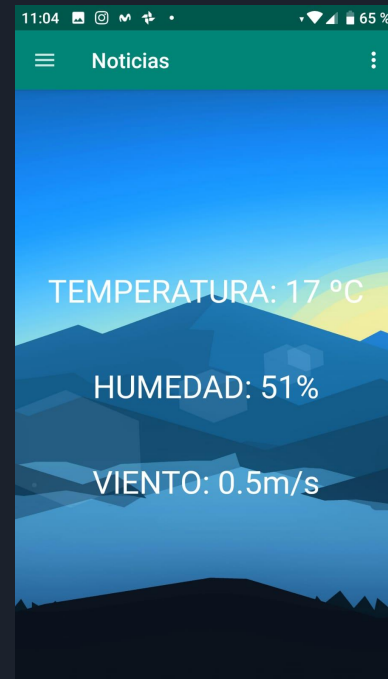 11:04 65 %
Noticias
TEMPERATURA: 17 ºC
HUMEDAD: 51%
VIENTO: 0.5m/s